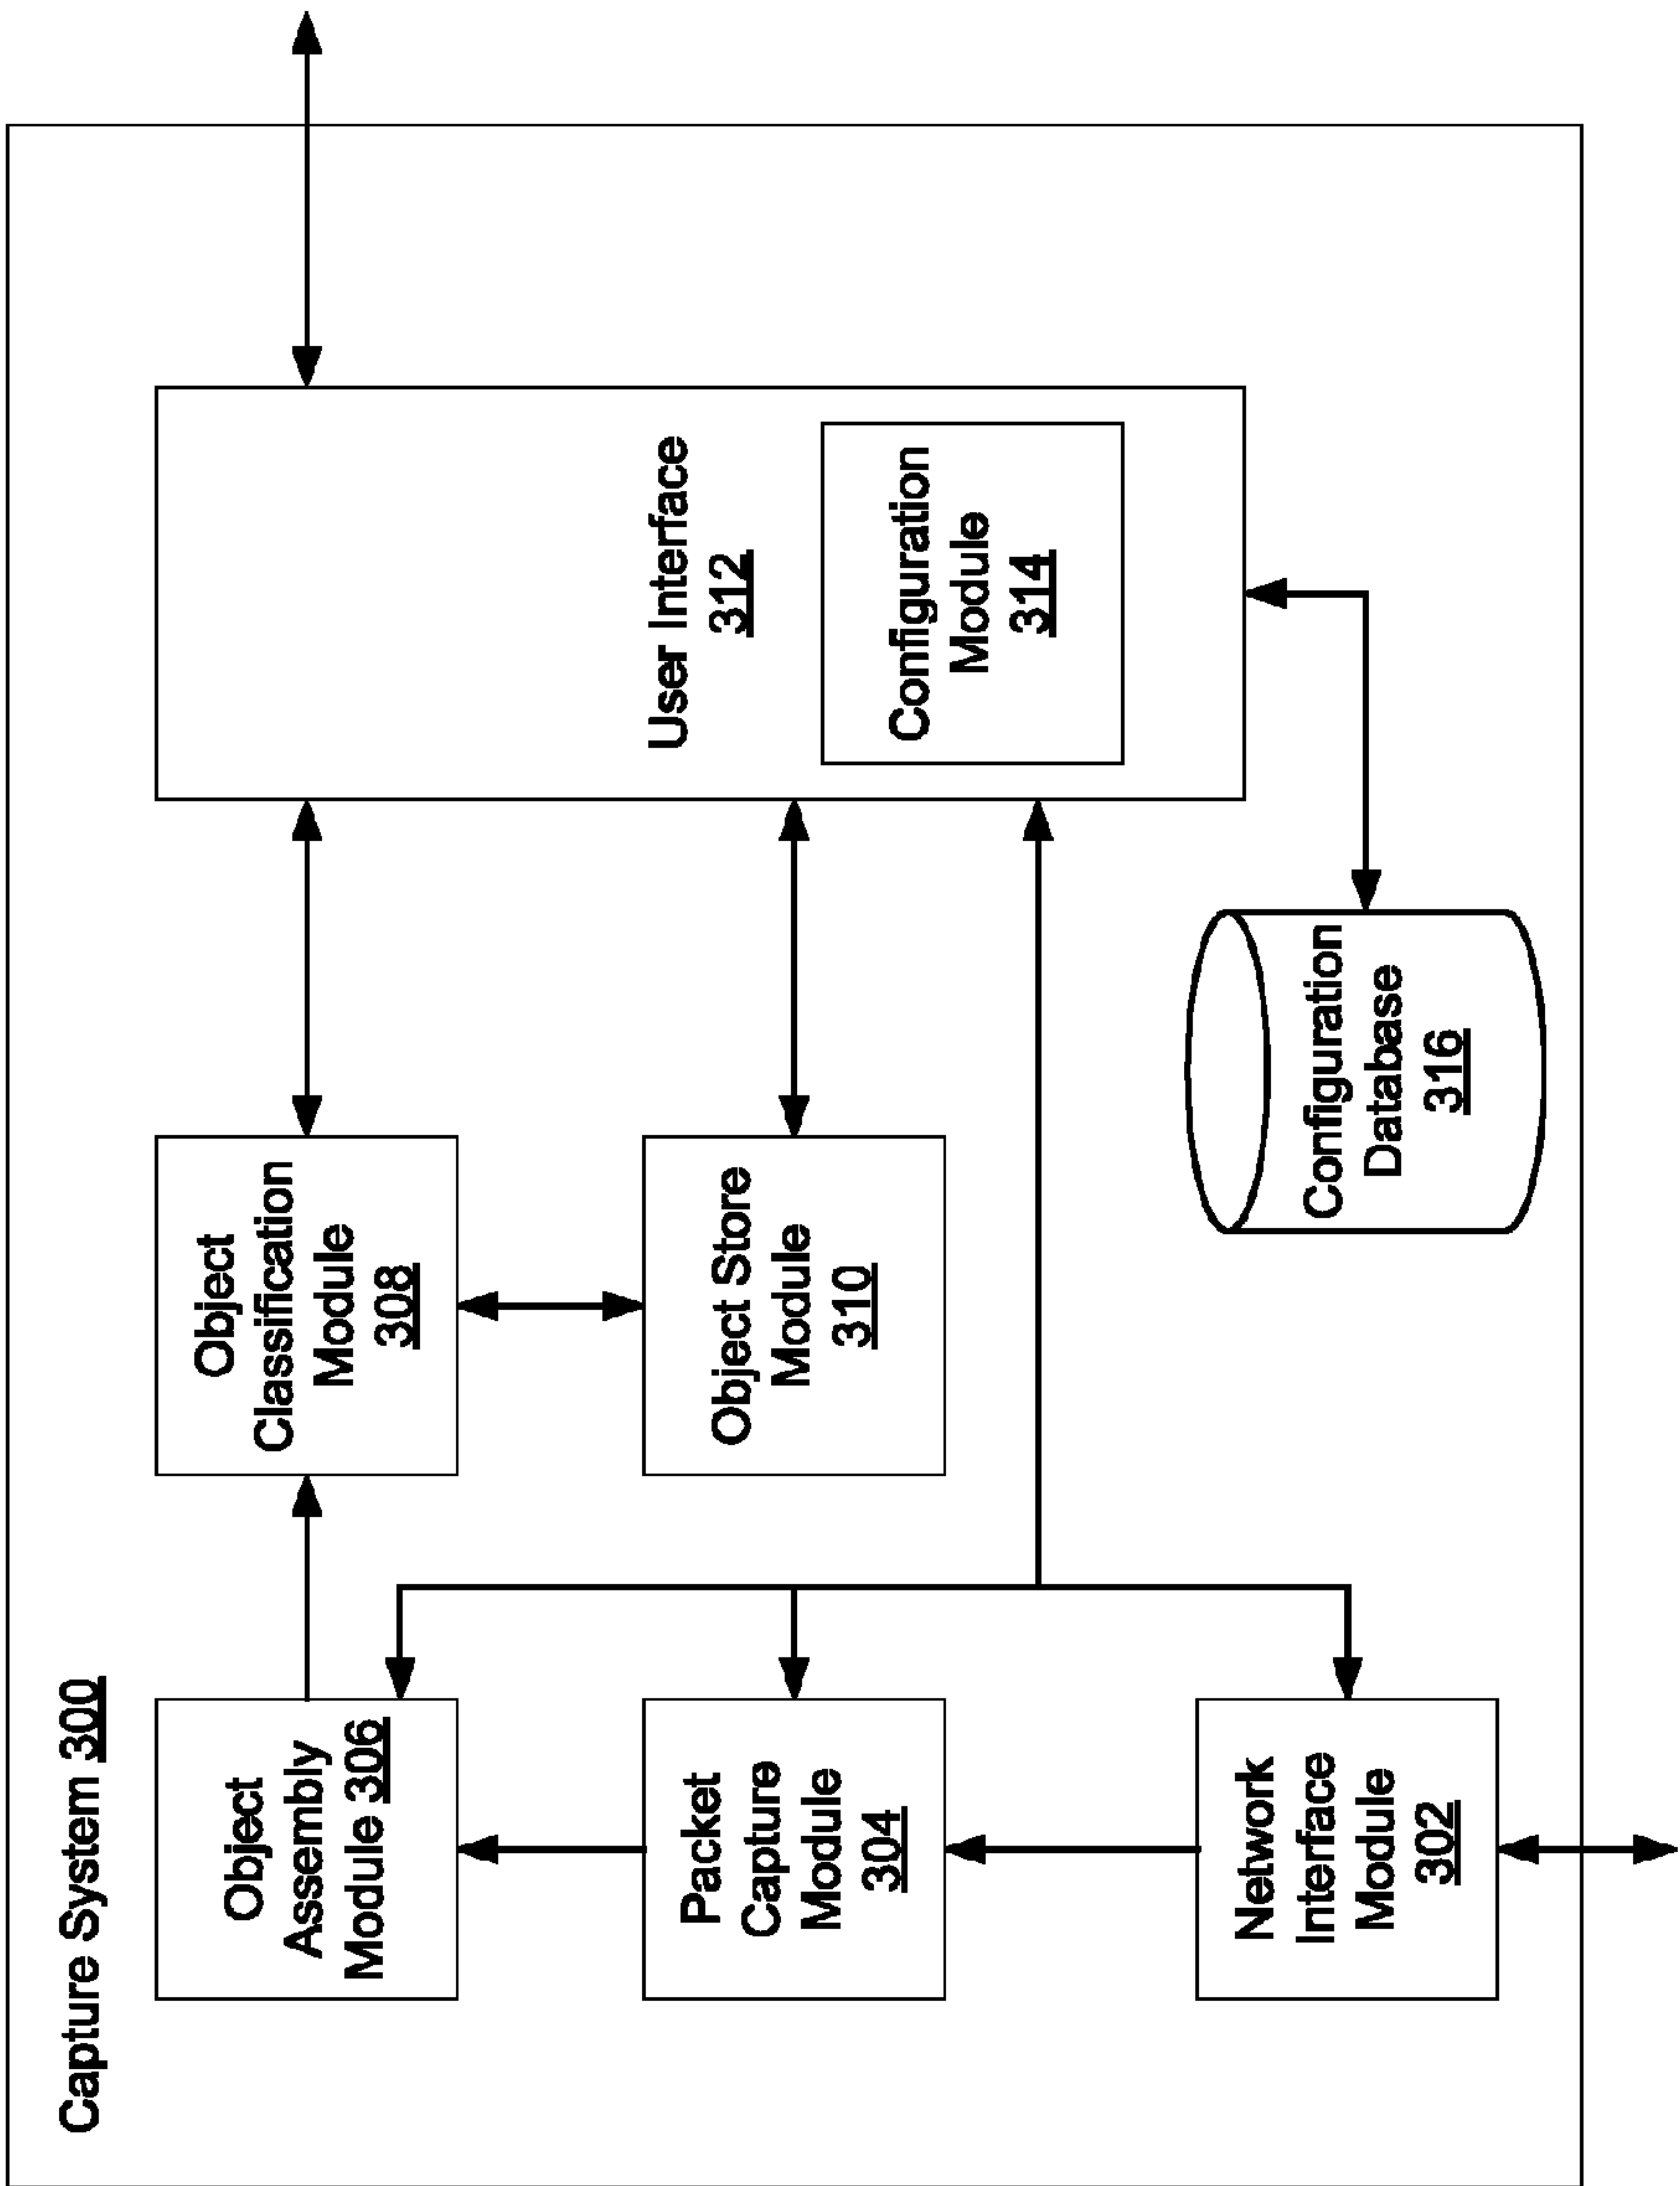 Capture System 300
Object
Assembly
Module 306
Object
Classification
Module
308
User Interface
312
Configuration
Module
314
Packet
Capture
Module
304
Object Store
Module
310
Network
Interface
Module
302
Configuration
Database
316